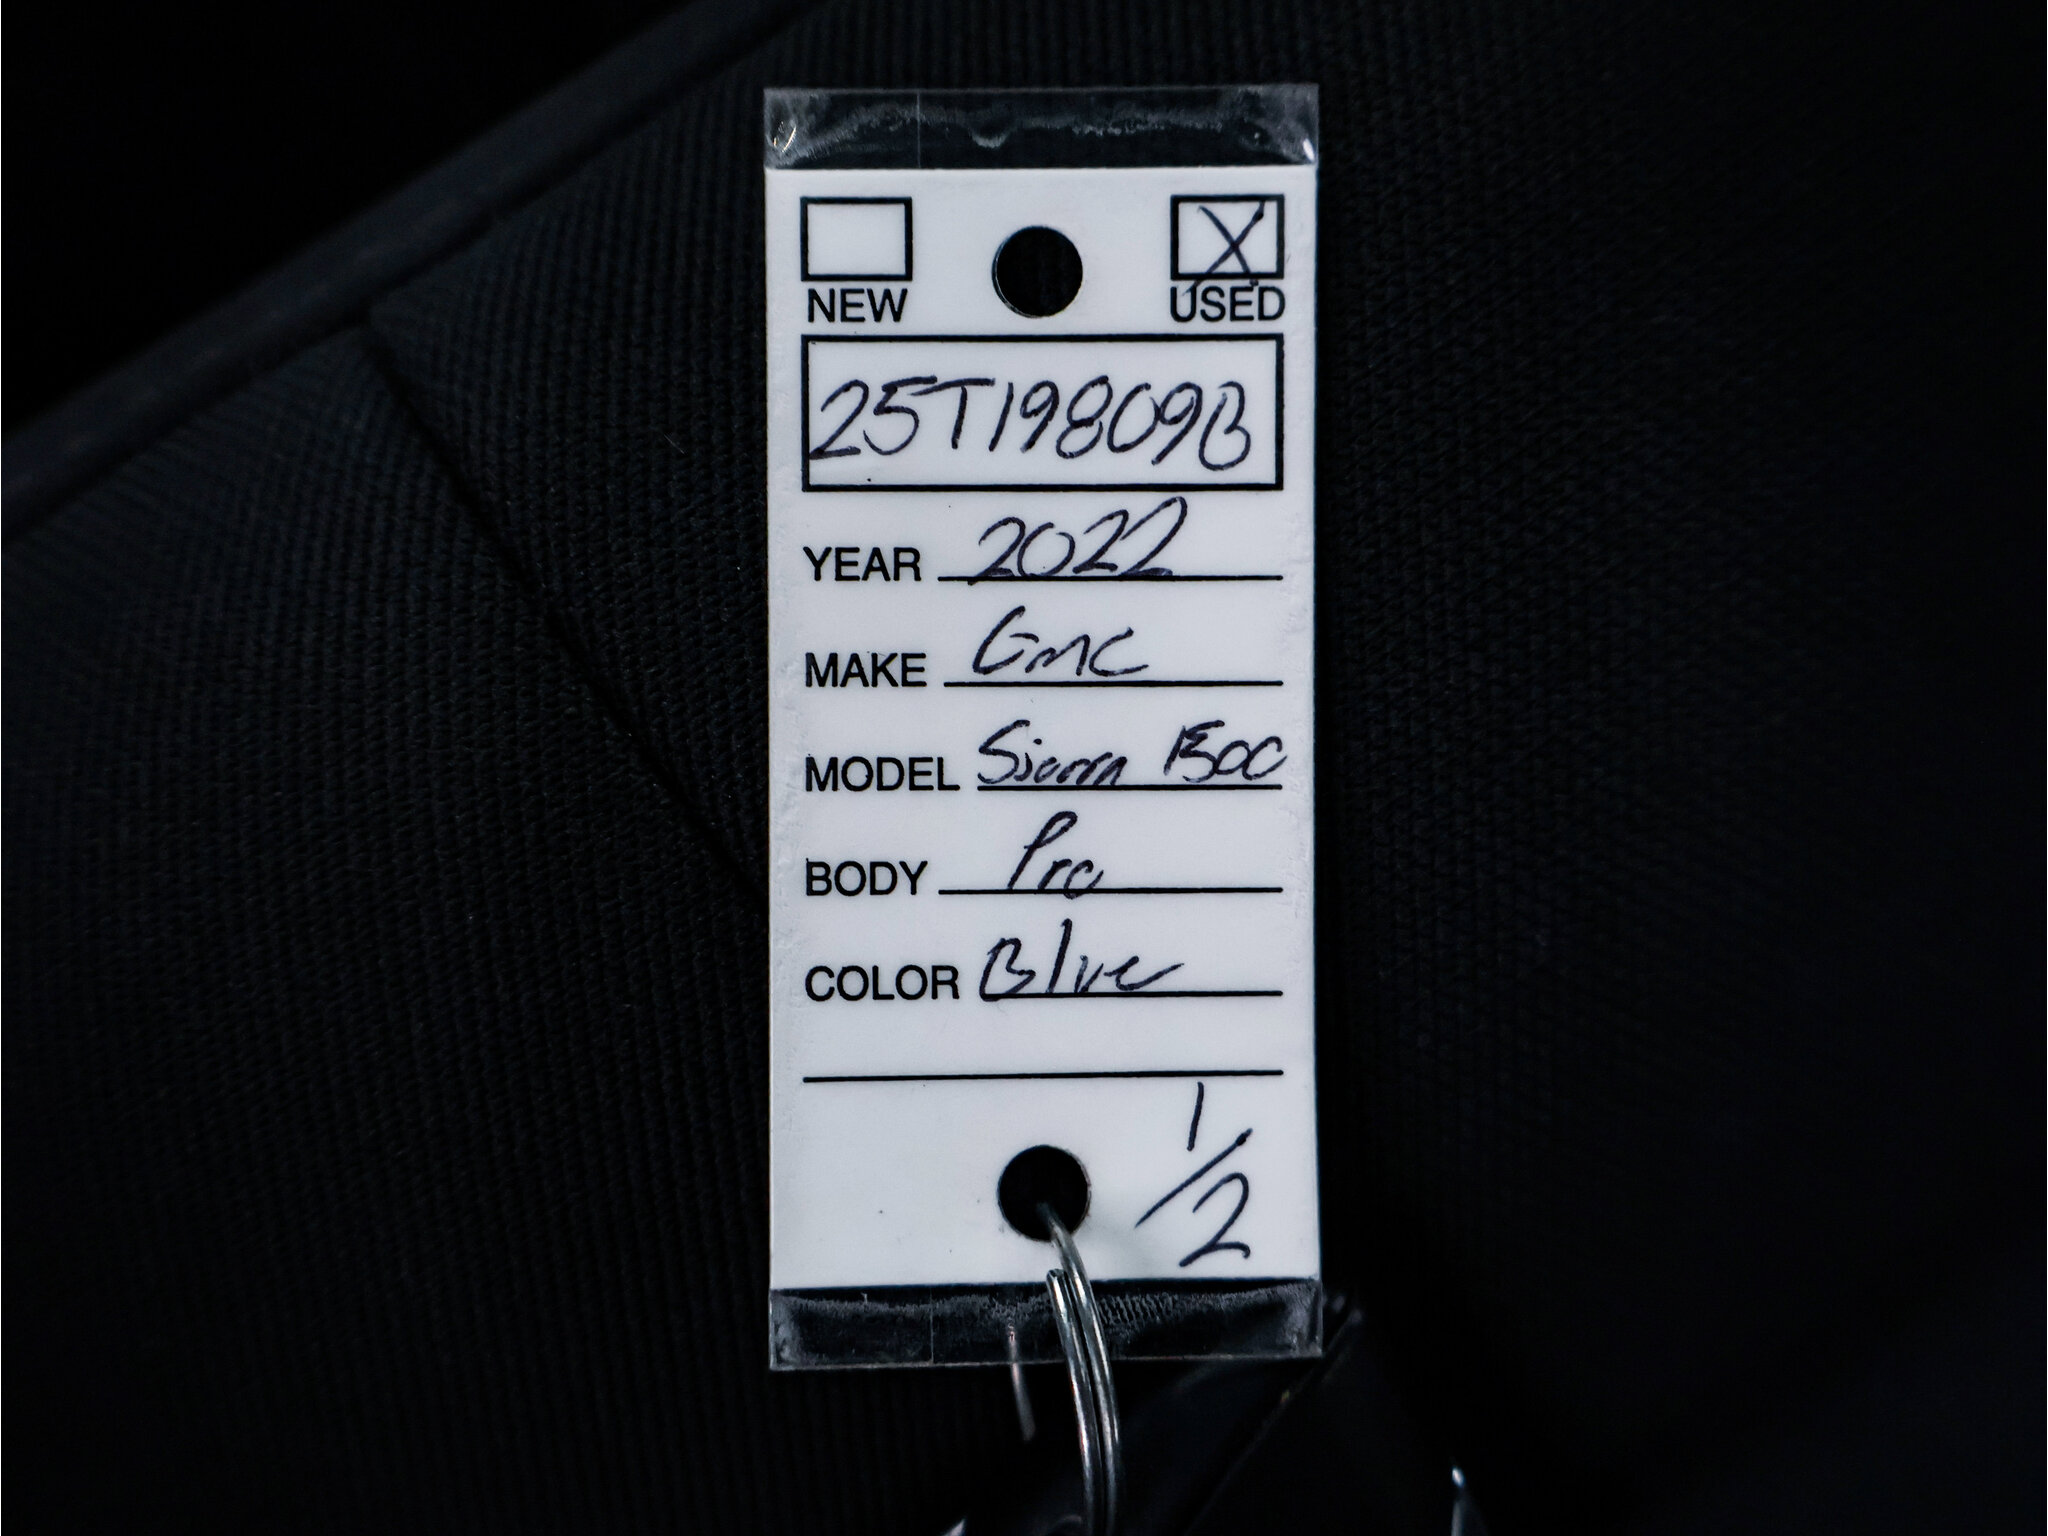 X
NEW USED
25T19809B
YEAR 2022
MAKE GMC
MODEL Sierra 1500
BODY Pro
COLOR Blue
1/2